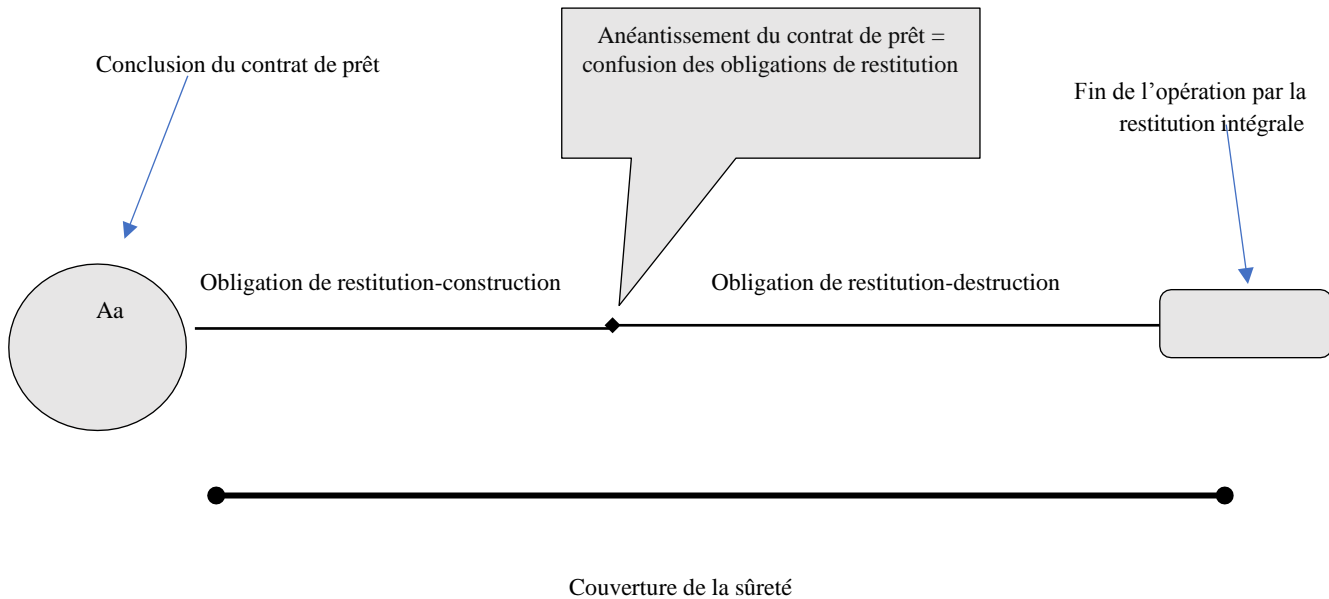 Anéantissement du contrat de prêt =
confusion des obligations de restitution
Conclusion du contrat de prêt
Fin de l’opération par la
restitution intégrale
Obligation de restitution-construction
Obligation de restitution-destruction
Aa
Couverture de la sûreté